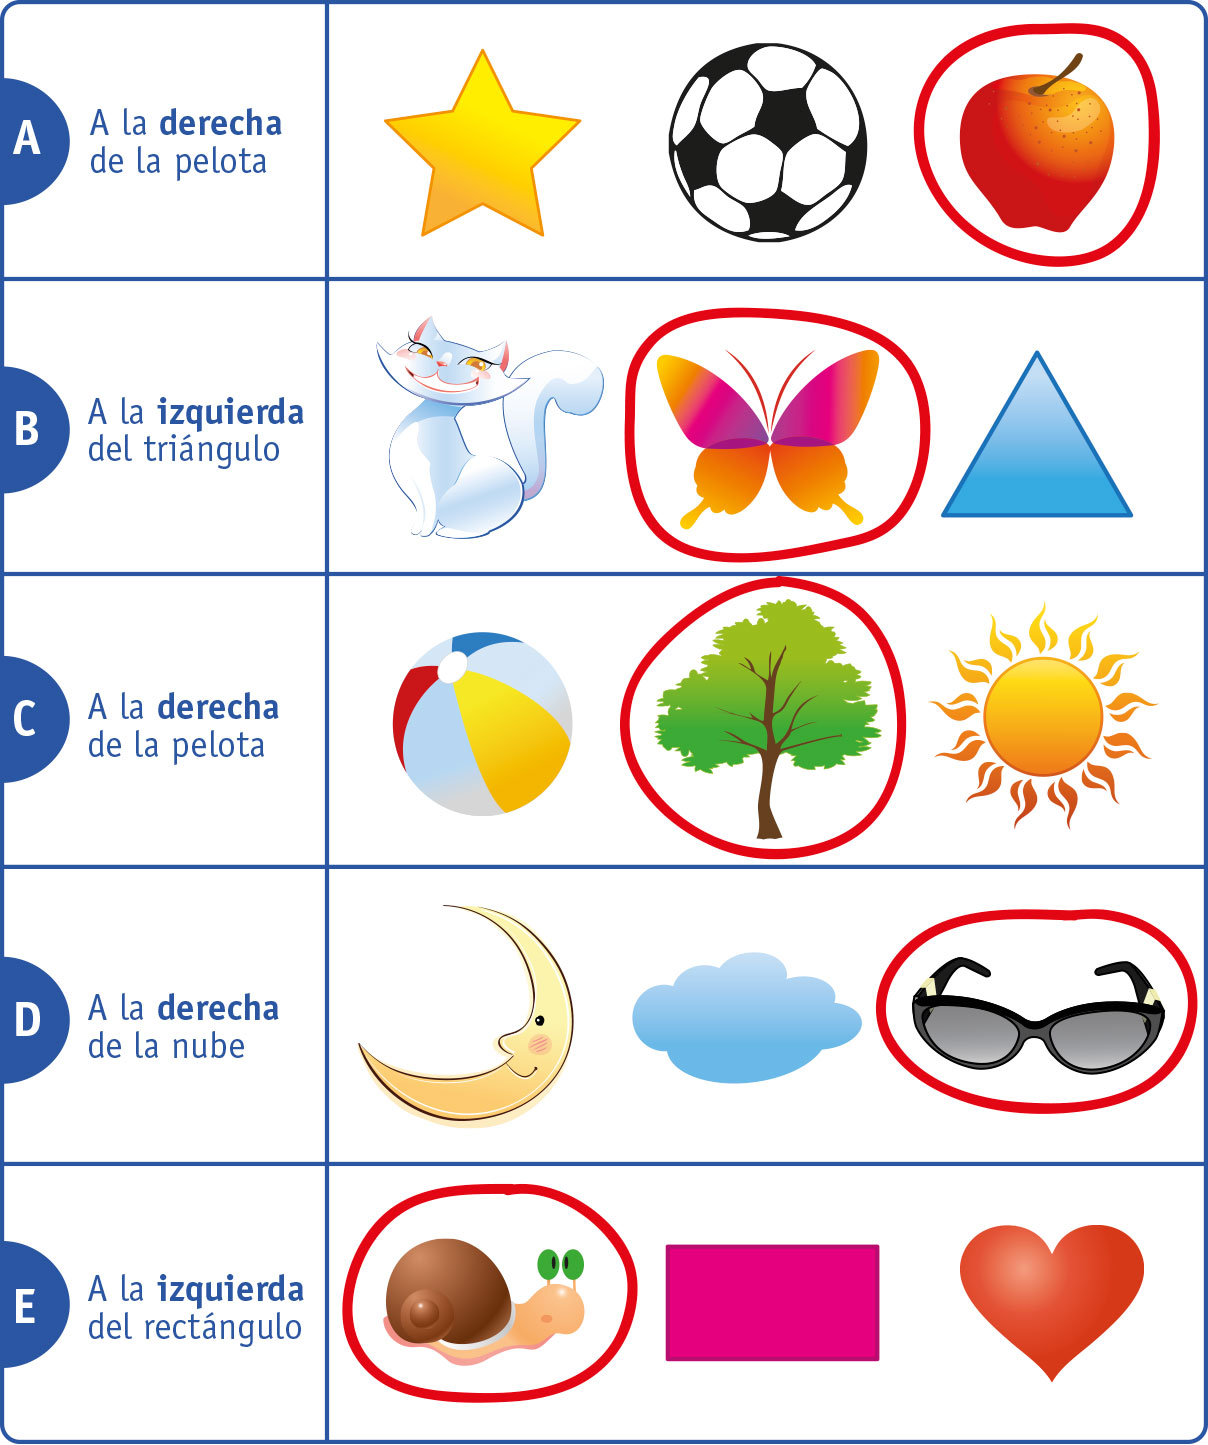 A
A la derecha
de la pelota
B
A la izquierda
del triángulo
C
A la derecha
de la pelota
D
A la derecha
de la nube
E
A la izquierda
del rectángulo